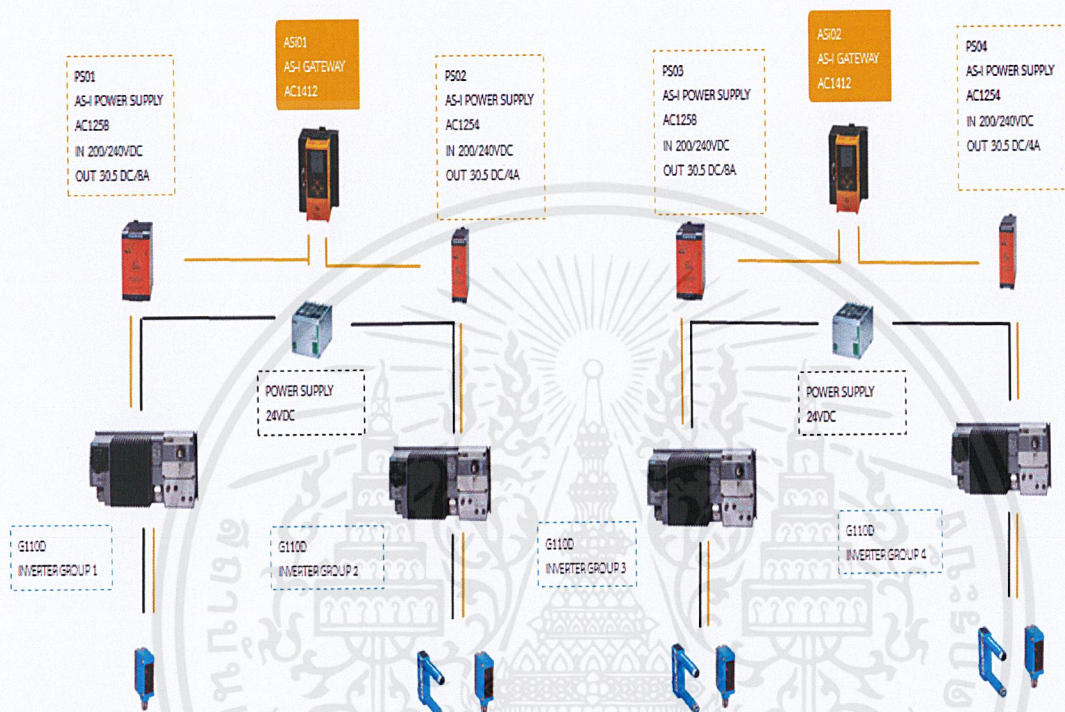 PS01
AS-I POWER SUPPLY
AC1258
IN 200/240VDC
OUT 30.5 DC/8A
ASi01
AS-I GATEWAY
AC1412
PS02
AS-I POWER SUPPLY
AC1254
IN 200/240VDC
OUT 30.5 DC/4A
PS03
AS-I POWER SUPPLY
AC1258
IN 200/240VDC
OUT 30.5 DC/8A
ASi02
AS-I GATEWAY
AC1412
PS04
AS-I POWER SUPPLY
AC1254
IN 200/240VDC
OUT 30.5 DC/4A
POWER SUPPLY
24VDC
POWER SUPPLY
24VDC
G110D
INVERTER GROUP 1
G110D
INVERTER GROUP 2
G110D
INVERTER GROUP 3
G110D
INVERTER GROUP 4